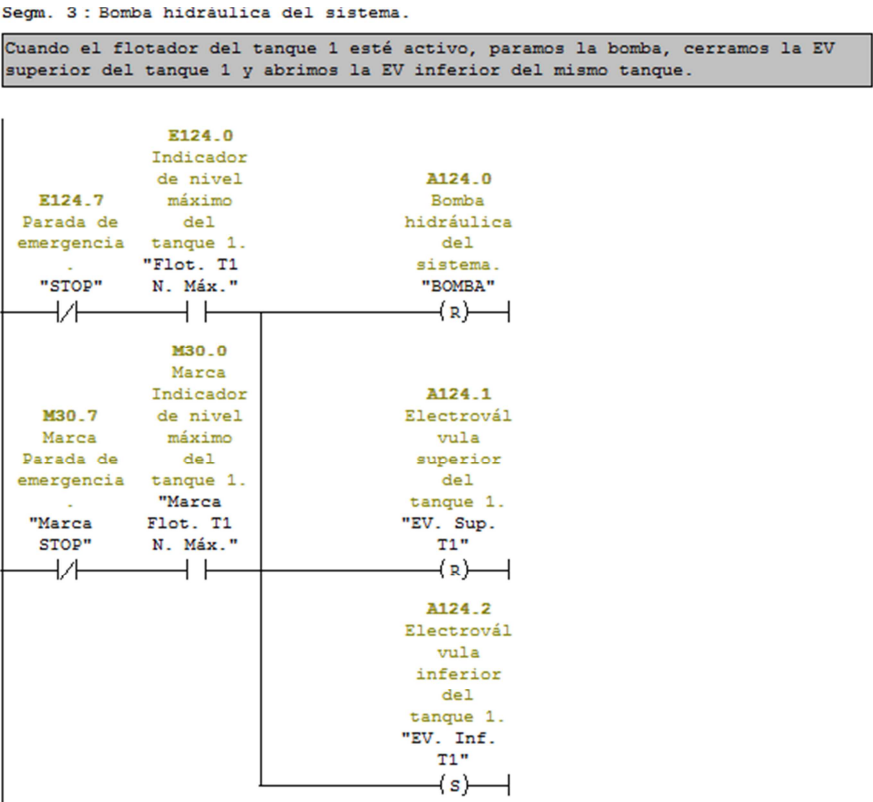 Segm. 3 : Bomba hidráulica del sistema.
Cuando el flotador del tanque 1 esté activo, paramos la bomba, cerramos la EV
superior del tanque 1 y abrimos la EV inferior del mismo tanque.
E124.7
Parada de
emergencia
.
"STOP"
E124.0
Indicador
de nivel
máximo
del
tanque 1.
"Flot. T1
N. Máx."
A124.0
Bomba
hidráulica
del
sistema.
"BOMBA"
R
M30.7
Marca
Parada de
emergencia
.
"Marca
STOP"
M30.0
Marca
Indicador
de nivel
máximo
del
tanque 1.
"Marca
Flot. T1
N. Máx."
A124.1
Electrovál
vula
superior
del
tanque 1.
"EV. Sup.
T1"
R
A124.2
Electrovál
vula
inferior
del
tanque 1.
"EV. Inf.
T1"
S